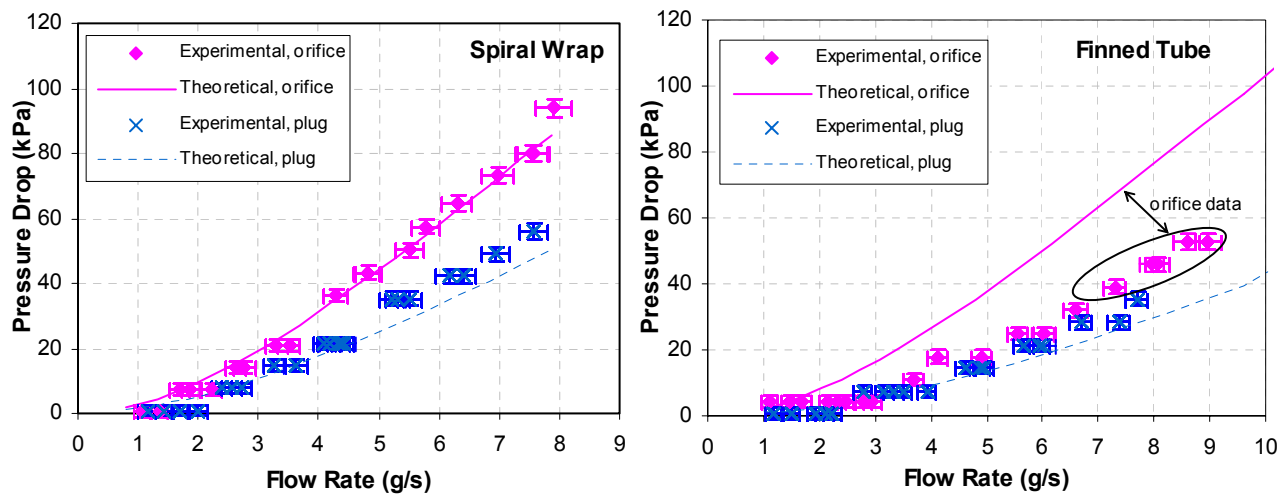 120
100
80
60
40
20
0
Pressure Drop (kPa)
Experimental, orifice
Theoretical, orifice
Experimental, plug
Theoretical, plug
Spiral Wrap
0 1 2 3 4 5 6 7 8 9
Flow Rate (g/s)
120
100
80
60
40
20
0
Pressure Drop (kPa)
Experimental, orifice
Theoretical, orifice
Experimental, plug
Theoretical, plug
Finned Tube
orifice data
0 1 2 3 4 5 6 7 8 9 10
Flow Rate (g/s)